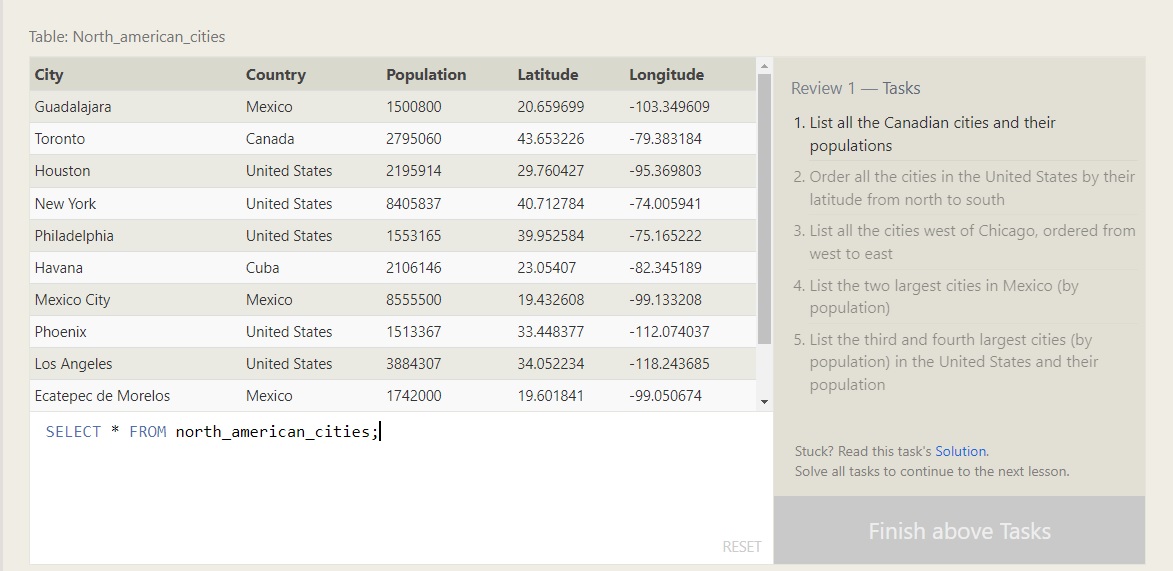 Table: North_american_cities
City Country Population Latitude Longitude
Guadalajara Mexico 1500800 20.659699 -103.349609
Toronto Canada 2795060 43.653226 -79.383184
Houston United States 2195914 29.760427 -95.369803
New York United States 8405837 40.712784 -74.005941
Philadelphia United States 1553165 39.952584 -75.165222
Havana Cuba 2106146 23.05407 -82.345189
Mexico City Mexico 8555500 19.432608 -99.133208
Phoenix United States 1513367 33.448377 -112.074037
Los Angeles United States 3884307 34.052234 -118.243685
Ecatepec de Morelos Mexico 1742000 19.601841 -99.050674
SELECT * FROM north_american_cities;
RESET
Review 1 — Tasks
1. List all the Canadian cities and their
populations
2. Order all the cities in the United States by their
latitude from north to south
3. List all the cities west of Chicago, ordered from
west to east
4. List the two largest cities in Mexico (by
population)
5. List the third and fourth largest cities (by
population) in the United States and their
population
Stuck? Read this task's Solution.
Solve all tasks to continue to the next lesson.
Finish above Tasks